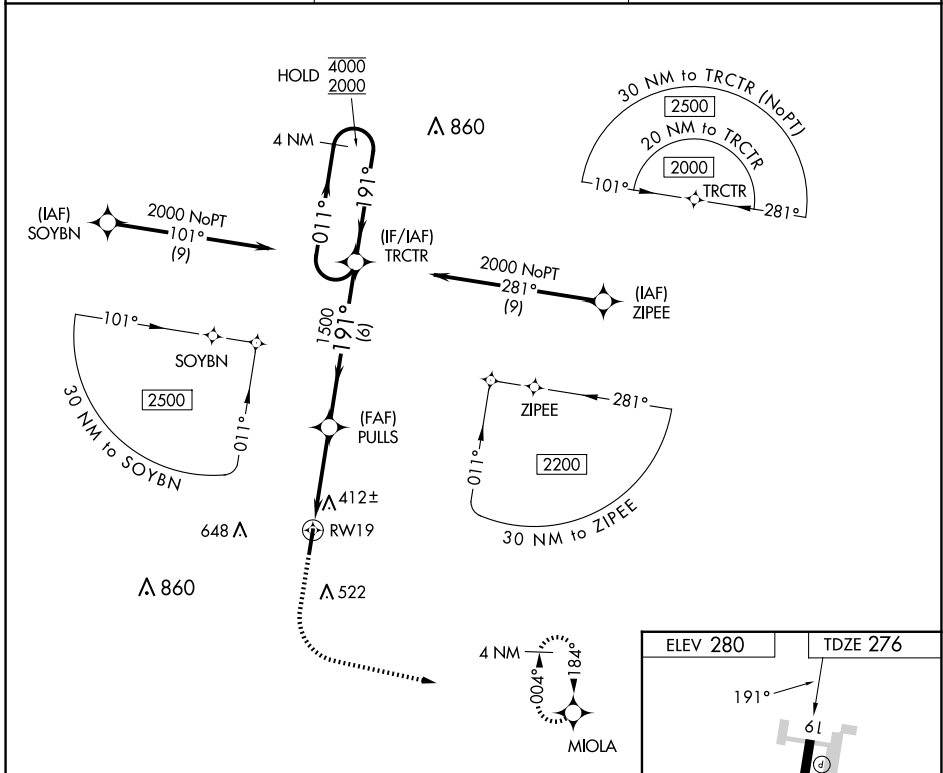 HOLD 4000
2000
4 NM
860
191°
011°
30 NM to TRCTR (NoPT)
2500
20 NM to TRCTR
2000
TRCTR
101°
281°
(IAF)
SOYBN
2000 NoPT
101°
(9)
(IF/IAF)
TRCTR
2000 NoPT
281°
(9)
(IAF)
ZIPEE
1500
191°
(6)
101°
SOYBN
2500
011°
30 NM to SOYBN
ZIPEE
281°
2200
011°
30 NM to ZIPEE
(FAF)
PULLS
412±
648
RW19
860
522
4 NM
004°
184°
MIOLA
ELEV 280
TDZE 276
191°
19
P